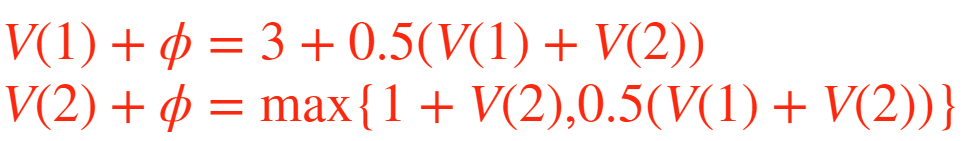 V(1) + ϕ = 3 + 0.5(V(1) + V(2))
V(2) + ϕ = max{1 + V(2),0.5(V(1) + V(2))}